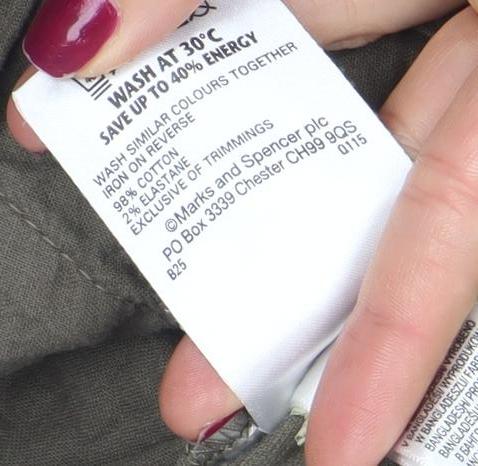 WASH AT 30°C
SAVE UP TO 40% ENERGY
WASH SIMILAR COLOURS TOGETHER
IRON ON REVERSE
98% COTTON
2% ELASTANE
EXCLUSIVE OF TRIMMINGS
©Marks and Spencer plc
PO Box 3339 Chester CH99 9QS
B25
0115